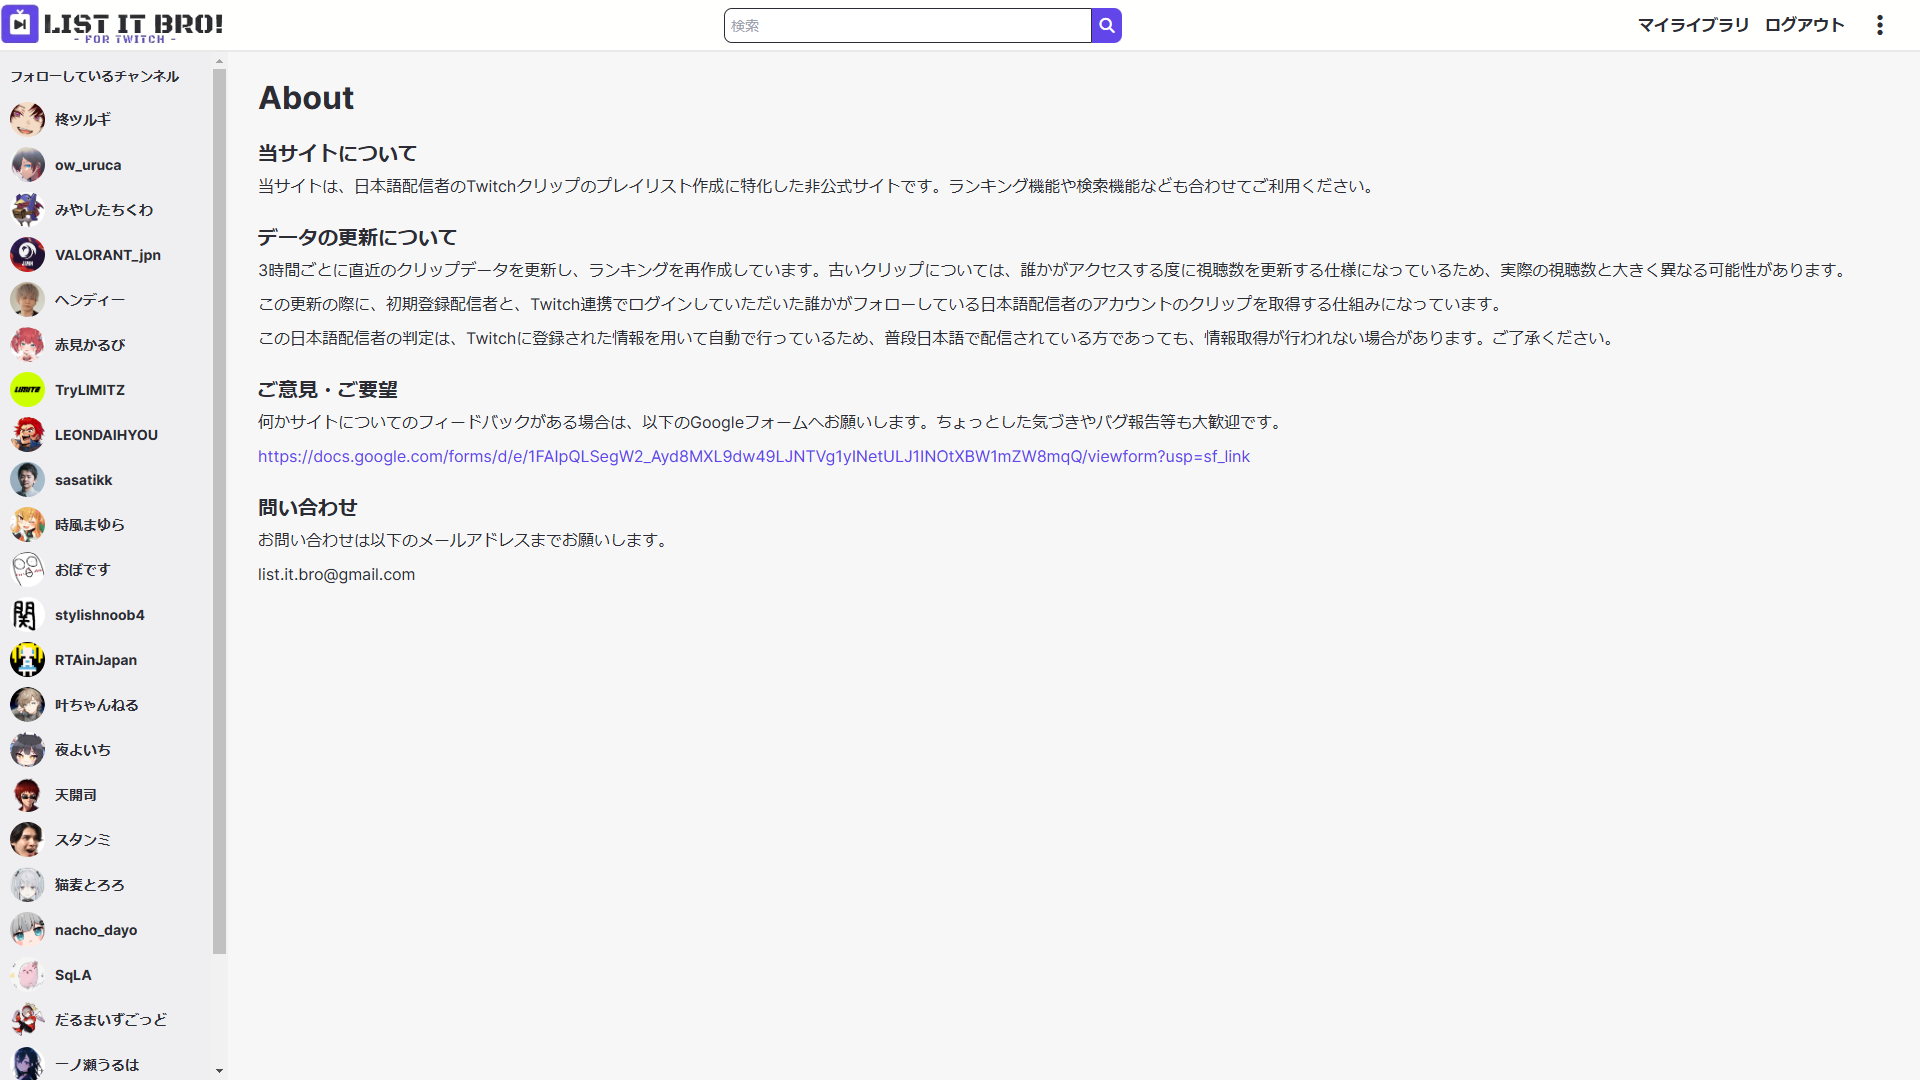 LIST IT BRO!
- FOR TWITCH -
検索
マイライブラリ
ログアウト
フォローしているチャンネル
柊ツルギ
ow_uruca
みやしたちくわ
VALORANT_jpn
ヘンディー
赤見かるび
TryLIMITZ
LEONDAIHYOU
sasatikk
時風まゆら
おぼです
stylishnoob4
RTAinJapan
叶ちゃんねる
夜よいち
天開司
スタンミ
猫麦とろろ
nacho_dayo
SqLA
だるまいずごっど
一ノ瀬うるは
About
当サイトについて
当サイトは、日本語配信者のTwitchクリップのプレイリスト作成に特化した非公式サイトです。ランキング機能や検索機能なども合わせてご利用ください。
データの更新について
3時間ごとに直近のクリップデータを更新し、ランキングを再作成しています。古いクリップについては、誰かがアクセスする度に視聴数を更新する仕様になっているため、実際の視聴数と大きく異なる可能性があります。
この更新の際に、初期登録配信者と、Twitch連携でログインしていただいた誰かがフォローしている日本語配信者のアカウントのクリップを取得する仕組みになっています。
この日本語配信者の判定は、Twitchに登録された情報を用いて自動で行っているため、普段日本語で配信されている方であっても、情報取得が行われない場合があります。ご了承ください。
ご意見・ご要望
何かサイトについてのフィードバックがある場合は、以下のGoogleフォームへお願いします。ちょっとした気づきやバグ報告等も大歓迎です。
https://docs.google.com/forms/d/e/1FAIpQLSegW2_Ayd8MXL9dw49LJNTVg1yINetULJ1INOtXBW1mZW8mqQ/viewform?usp=sf_link
問い合わせ
お問い合わせは以下のメールアドレスまでお願いします。
list.it.bro@gmail.com